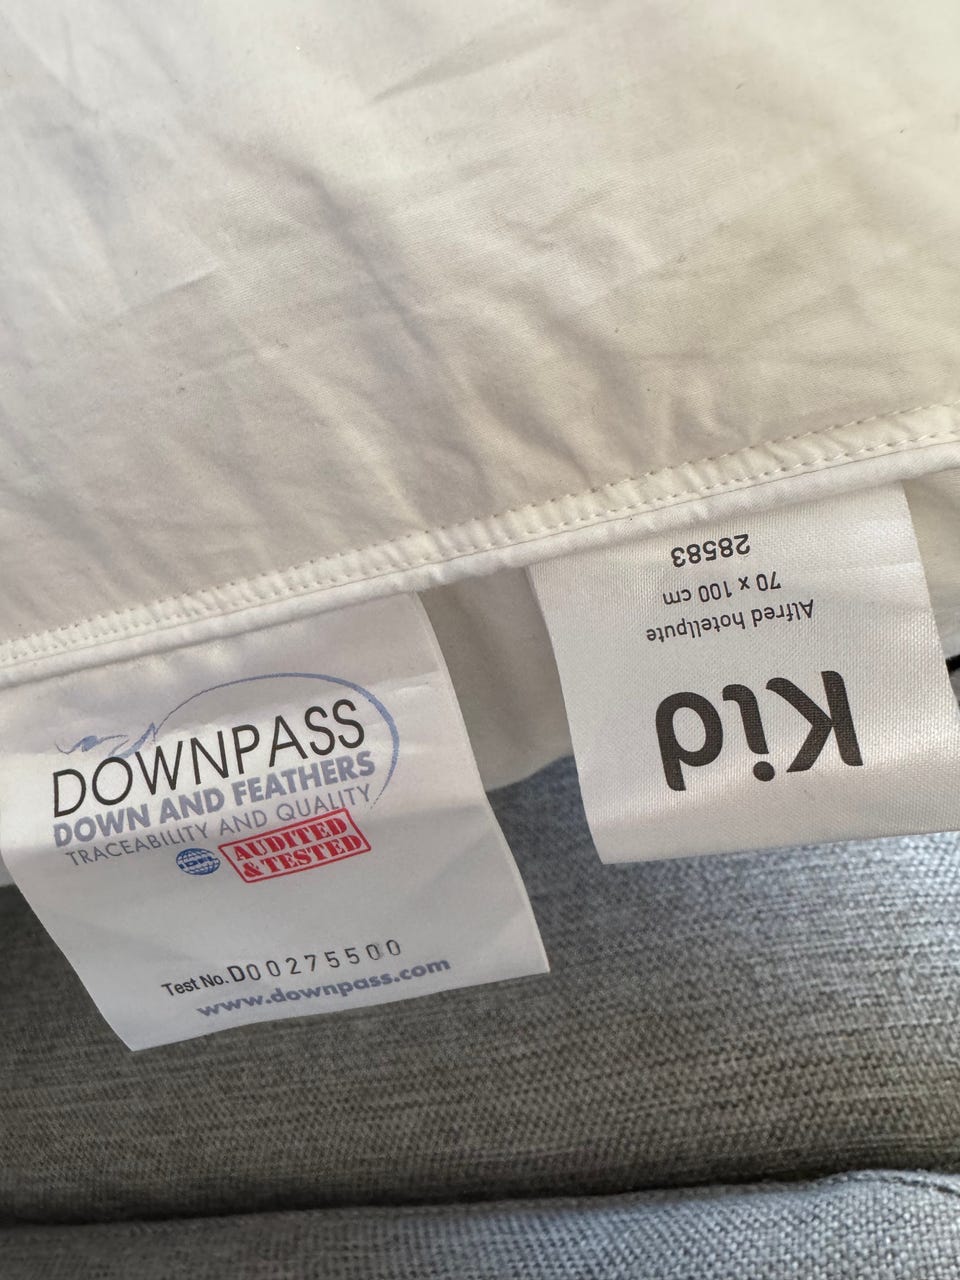 DOWNPASS
DOWN AND FEATHERS
TRACEABILITY AND QUALITY
AUDITED
& TESTED
Test No. D00275500
www.downpass.com
Kid
Alfred hotellpute
70 x 100 cm
28583